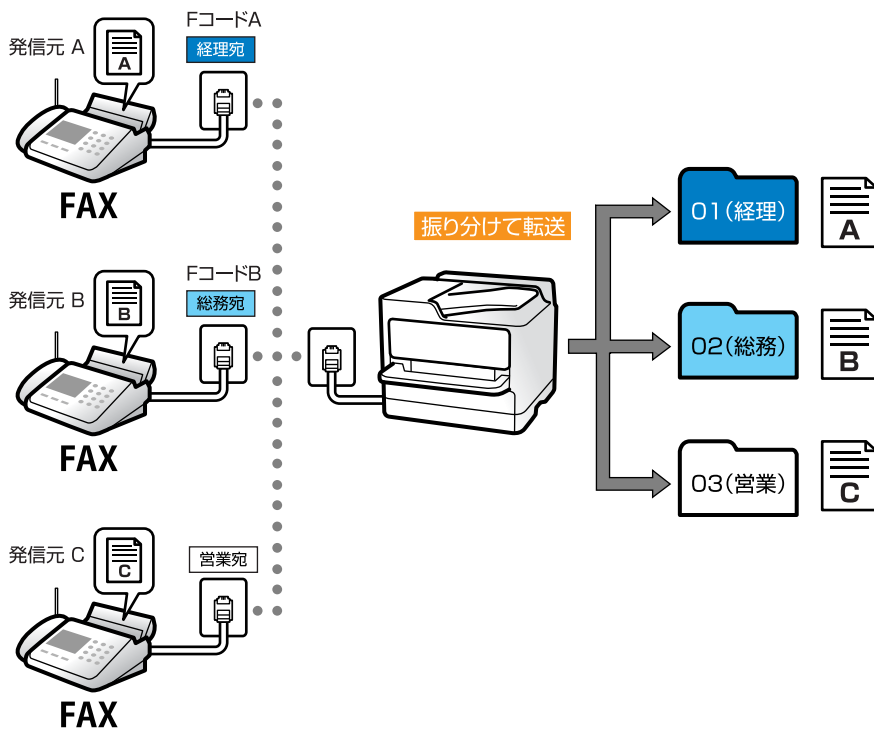 FコードA
発信元 A
A
経理宛
FAX
振り分けて転送
01(経理)
A
FコードB
発信元 B
B
総務宛
FAX
02(総務)
B
発信元 C
C
営業宛
FAX
03(営業)
C